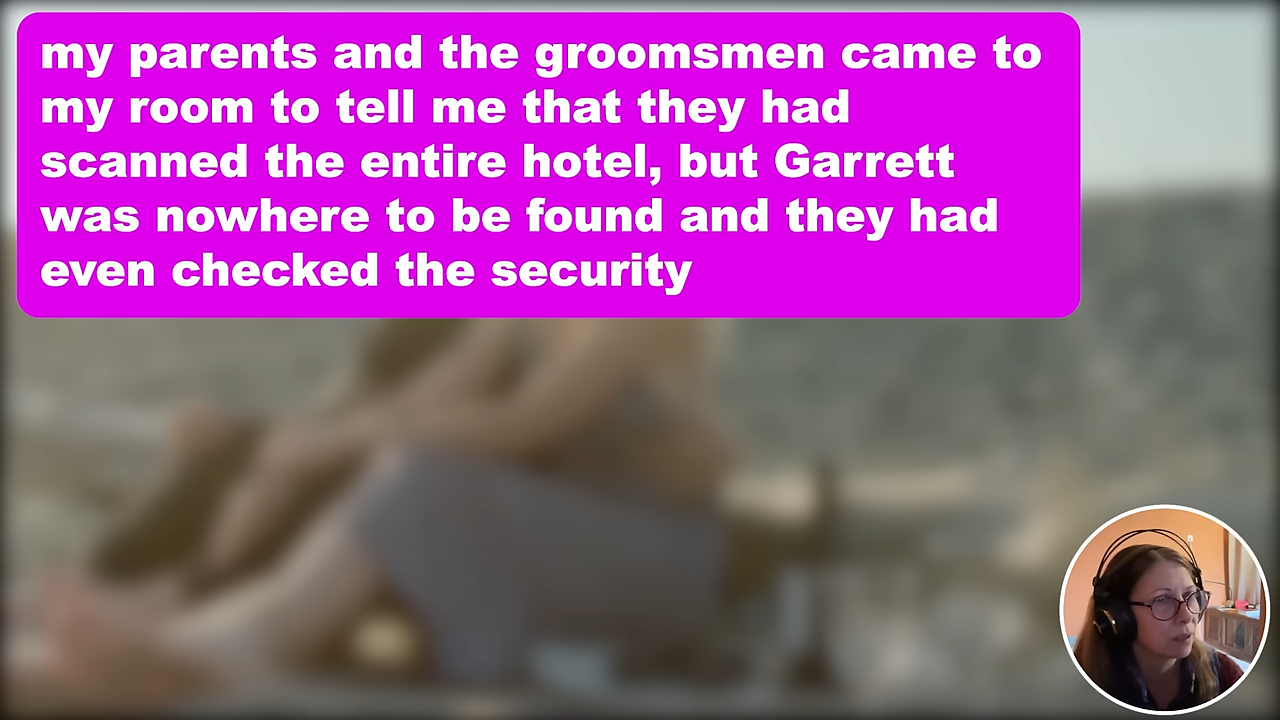 my parents and the groomsmen came to
my room to tell me that they had
scanned the entire hotel, but Garrett
was nowhere to be found and they had
even checked the security